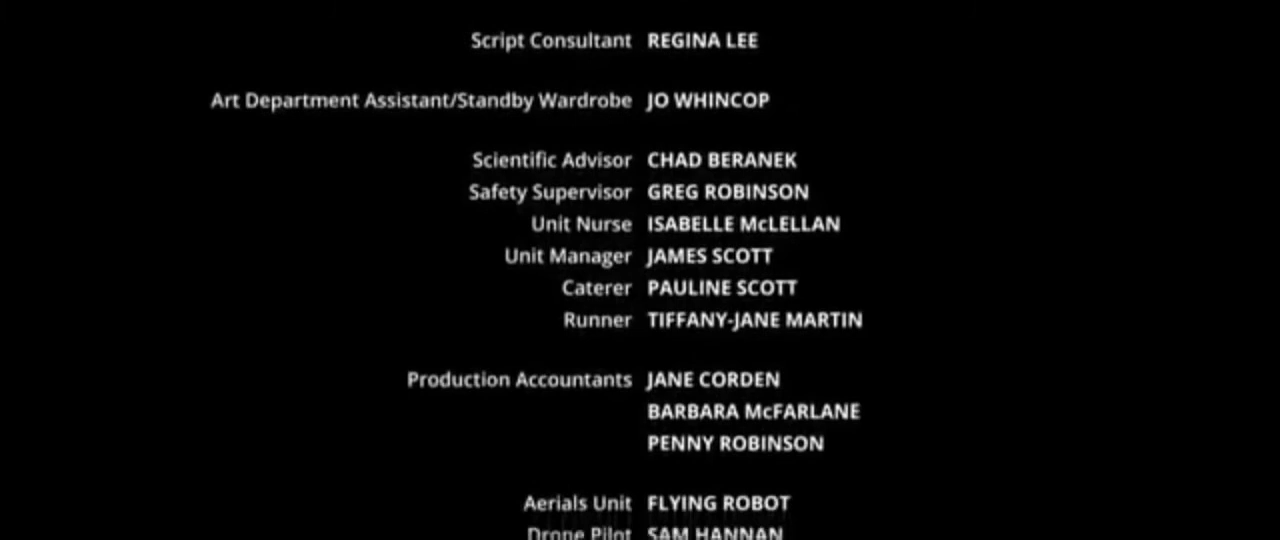 Script Consultant REGINA LEE
Art Department Assistant/Standby Wardrobe JO WHINCOP
Scientific Advisor CHAD BERANEK
Safety Supervisor GREG ROBINSON
Unit Nurse ISABELLE McLELLAN
Unit Manager JAMES SCOTT
Caterer PAULINE SCOTT
Runner TIFFANY-JANE MARTIN
Production Accountants JANE CORDEN
BARBARA McFARLANE
PENNY ROBINSON
Aerials Unit FLYING ROBOT
Drone Pilot SAM HANNAN